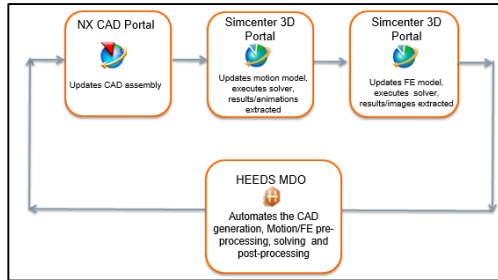 NX CAD Portal
Updates CAD assembly
Simcenter 3D
Portal
Updates motion model,
executes solver,
results/animations
extracted
Simcenter 3D
Portal
Updates FE model,
executes solver,
results/images extracted
HEEDS MDO
H
Automates the CAD
generation, Motion/FE pre-
processing, solving and
post-processing